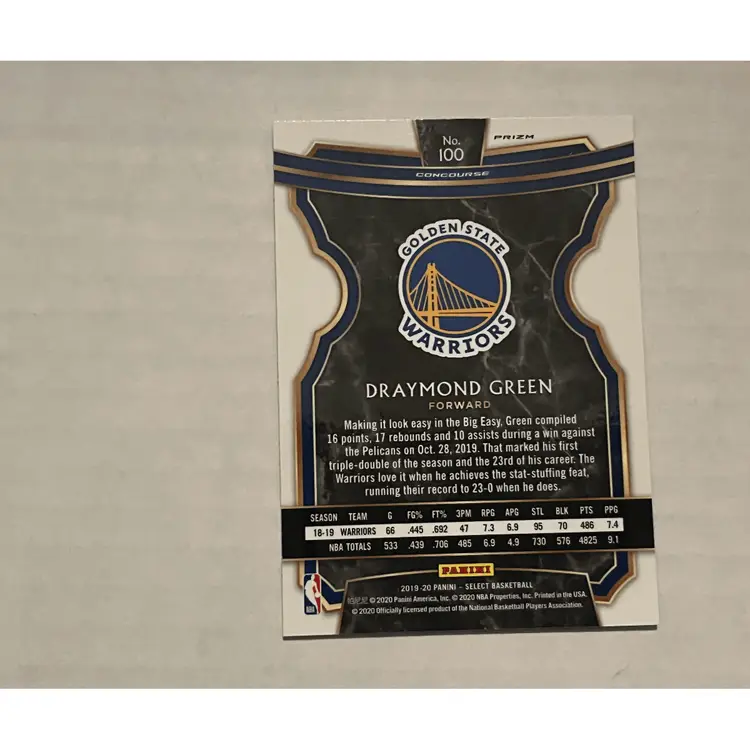 No.
100
PRIZM
CONCOURSE
GOLDEN STATE
WARRIORS
DRAYMOND GREEN
FORWARD
Making it look easy in the Big Easy, Green compiled
16 points, 17 rebounds and 10 assists during a win against
the Pelicans on Oct. 28, 2019. That marked his first
triple-double of the season and the 23rd of his career. The
Warriors love it when he achieves the stat-stuffing feat,
running their record to 23-0 when he does.
SEASON TEAM G FG% FT% 3PM RPG APG STL BLK PTS PPG
18-19 WARRIORS 66 .445 .692 47 7.3 6.9 95 70 486 7.4
NBA TOTALS 533 .439 .706 485 6.9 4.9 730 576 4825 9.1
PANINI
2019-20 PANINI – SELECT BASKETBALL
© 2020 Panini America, Inc. © 2020 NBA Properties, Inc. Printed in the USA.
© 2020 Officially licensed product of the National Basketball Players Association.
NBA